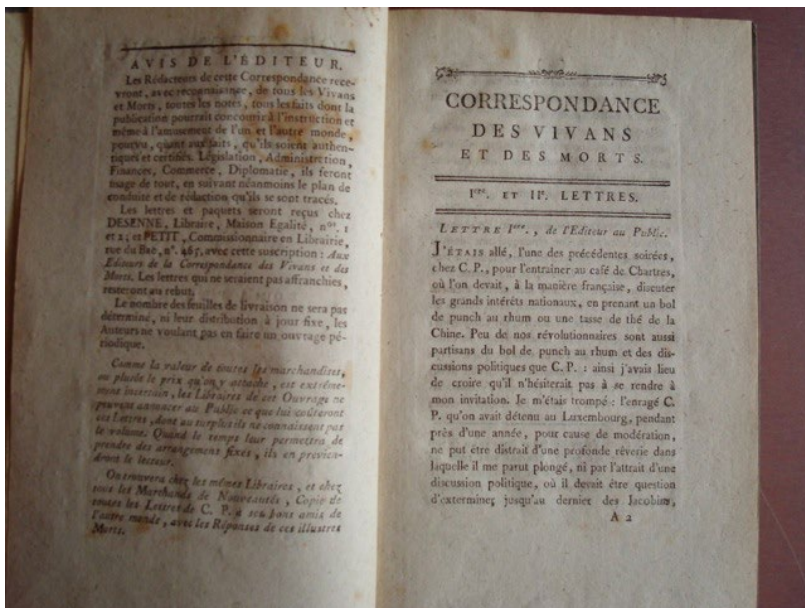 AVIS DE L'ÉDITEUR.
Les Rédacteurs de cette Correspondance rece-
vront, avec reconnaissance, de tous les Vivans
et Morts, toutes les notes, tous les faits dont la
publication pourrait concourir à l'instruction et
même à l'amusement de l'un et l'autre monde,
pourvu, quant aux faits, qu'ils soient authen-
tiques et certifiés. Législation, Administration,
Finances, Commerce, Diplomatie, ils feront
usage de tout, en suivant néanmoins le plan de
conduite et de rédaction qu'ils se sont tracés.
Les lettres et paquets seront reçus chez
DESENNE, Libraire, Maison Egalité, nos. 1
et 2; et PETIT, Commissionnaire en Librairie,
rue du Bac, n°. 465, avec cette suscription : Aux
Editeurs de la Correspondance des Vivans et des
Morts. Les lettres qui ne seraient pas affranchies,
resteront au rebut.
Le nombre des feuilles de livraison ne sera pas
déterminé, ni leur distribution à jour fixe, les
Auteurs ne voulant pas en faire un ouvrage pé-
riodique.
Comme la valeur de toutes les marchandises,
ou plutôt le prix qu'on y attache, est extrême-
ment incertain, les Libraires de cet Ouvrage ne
peuvent annoncer au Public ce que lui coûteront
ces Lettres, dont au surplus ils ne connaissent pas
le volume. Quand le temps leur permettra de
prendre des arrangemens fixes, ils en prévien-
dront le lecteur.
On trouvera chez les mêmes Libraires, et chez
tous les Marchands de Nouveautés, Copie de
toutes les Lettres de C. P. à ses bons amis de
l'autre monde, avec les Réponses de ces illustres
Morts.
CORRESPONDANCE
DES VIVANS
ET DES MORTS.
Iere. ET IIe. LETTRES.
LETTRE Iere., de l'Editeur au Public.
J'ÉTAIS allé, l'une des précédentes soirées,
chez C. P., pour l'entraîner au café de Chartres,
où l'on devait, à la manière française, discuter
les grands intérêts nationaux, en prenant un bol
de punch au rhum ou une tasse de thé de la
Chine. Peu de nos révolutionnaires sont aussi
partisans du bol de punch au rhum et des dis-
cussions politiques que C. P. : ainsi j'avais lieu
de croire qu'il n'hésiterait pas à se rendre à
mon invitation. Je m'étais trompé : l'enragé C.
P. qu'on avait détenu au Luxembourg, pendant
près d'une année, pour cause de modération,
ne put être distrait d'une profonde rêverie dans
laquelle il me parut plongé, ni par l'attrait d'une
discussion politique, où il devait être question
d'exterminer jusqu'au dernier des Jacobins,
A 2